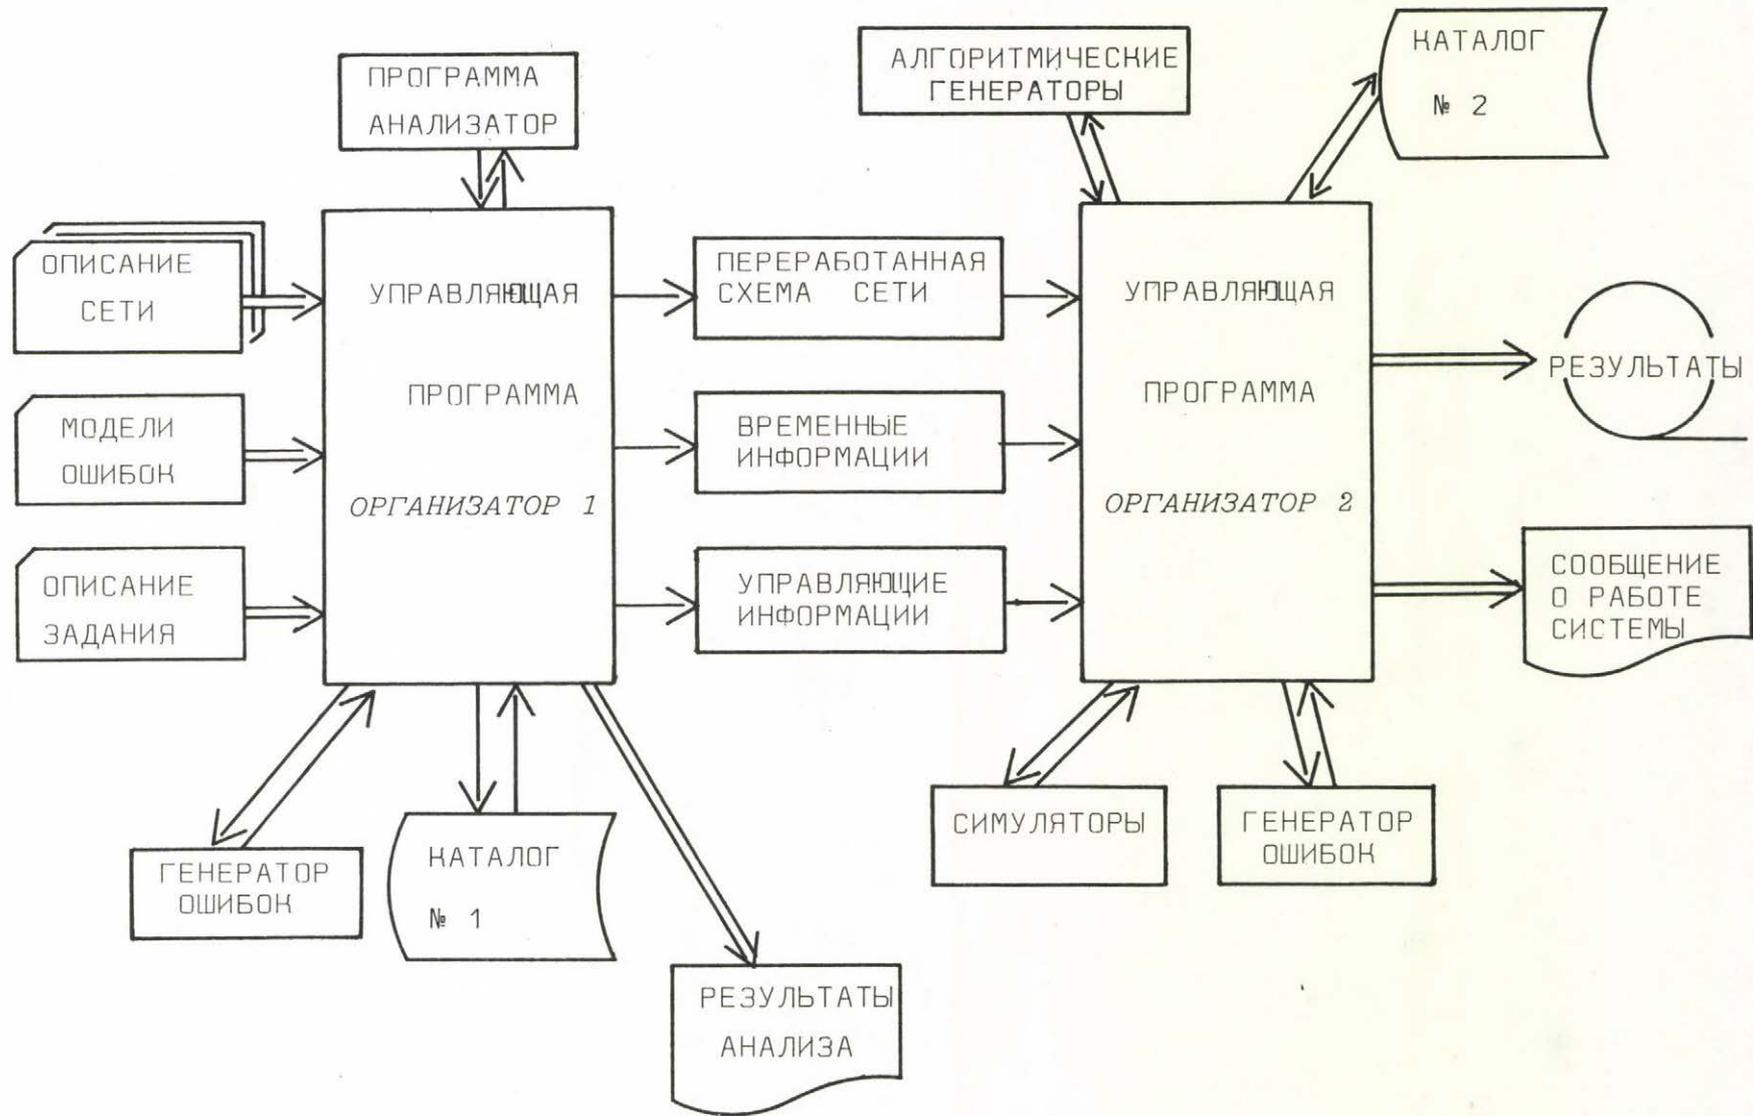 ПРОГРАММА
АНАЛИЗАТОР
АЛГОРИТМИЧЕСКИЕ
ГЕНЕРАТОРЫ
КАТАЛОГ
№ 2
ОПИСАНИЕ
СЕТИ
МОДЕЛИ
ОШИБОК
ОПИСАНИЕ
ЗАДАНИЯ
УПРАВЛЯЮЩАЯ
ПРОГРАММА
ОРГАНИЗАТОР 1
ПЕРЕРАБОТАННАЯ
СХЕМА СЕТИ
ВРЕМЕННЫЕ
ИНФОРМАЦИИ
УПРАВЛЯЮЩИЕ
ИНФОРМАЦИИ
УПРАВЛЯЮЩАЯ
ПРОГРАММА
ОРГАНИЗАТОР 2
РЕЗУЛЬТАТЫ
СООБЩЕНИЕ
О РАБОТЕ
СИСТЕМЫ
ГЕНЕРАТОР
ОШИБОК
КАТАЛОГ
№ 1
РЕЗУЛЬТАТЫ
АНАЛИЗА
СИМУЛЯТОРЫ
ГЕНЕРАТОР
ОШИБОК